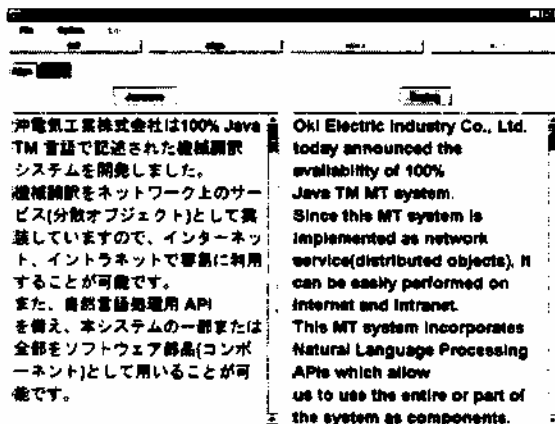 File
沖電気工業株式会社は100% Java
TM 言語で記述された機械翻訳
システムを開発しました。
機械翻訳をネットワーク上のサー
ビス(分散オブジェクト)として実
装していますので、インターネッ
ト、イントラネットで容易に利用
することが可能です。
また、自然言語処理用 API
を備え、本システムの一部または
全部をソフトウェア部品(コンポ
ーネント)として用いることが可
能です。
Oki Electric Industry Co., Ltd.
today announced the
availability of 100%
Java TM MT system.
Since this MT system is
implemented as network
service(distributed objects), it
can be easily performed on
Internet and Intranet.
This MT system incorporates
Natural Language Processing
APIs which allow
us to use the entire or part of
the system as components.